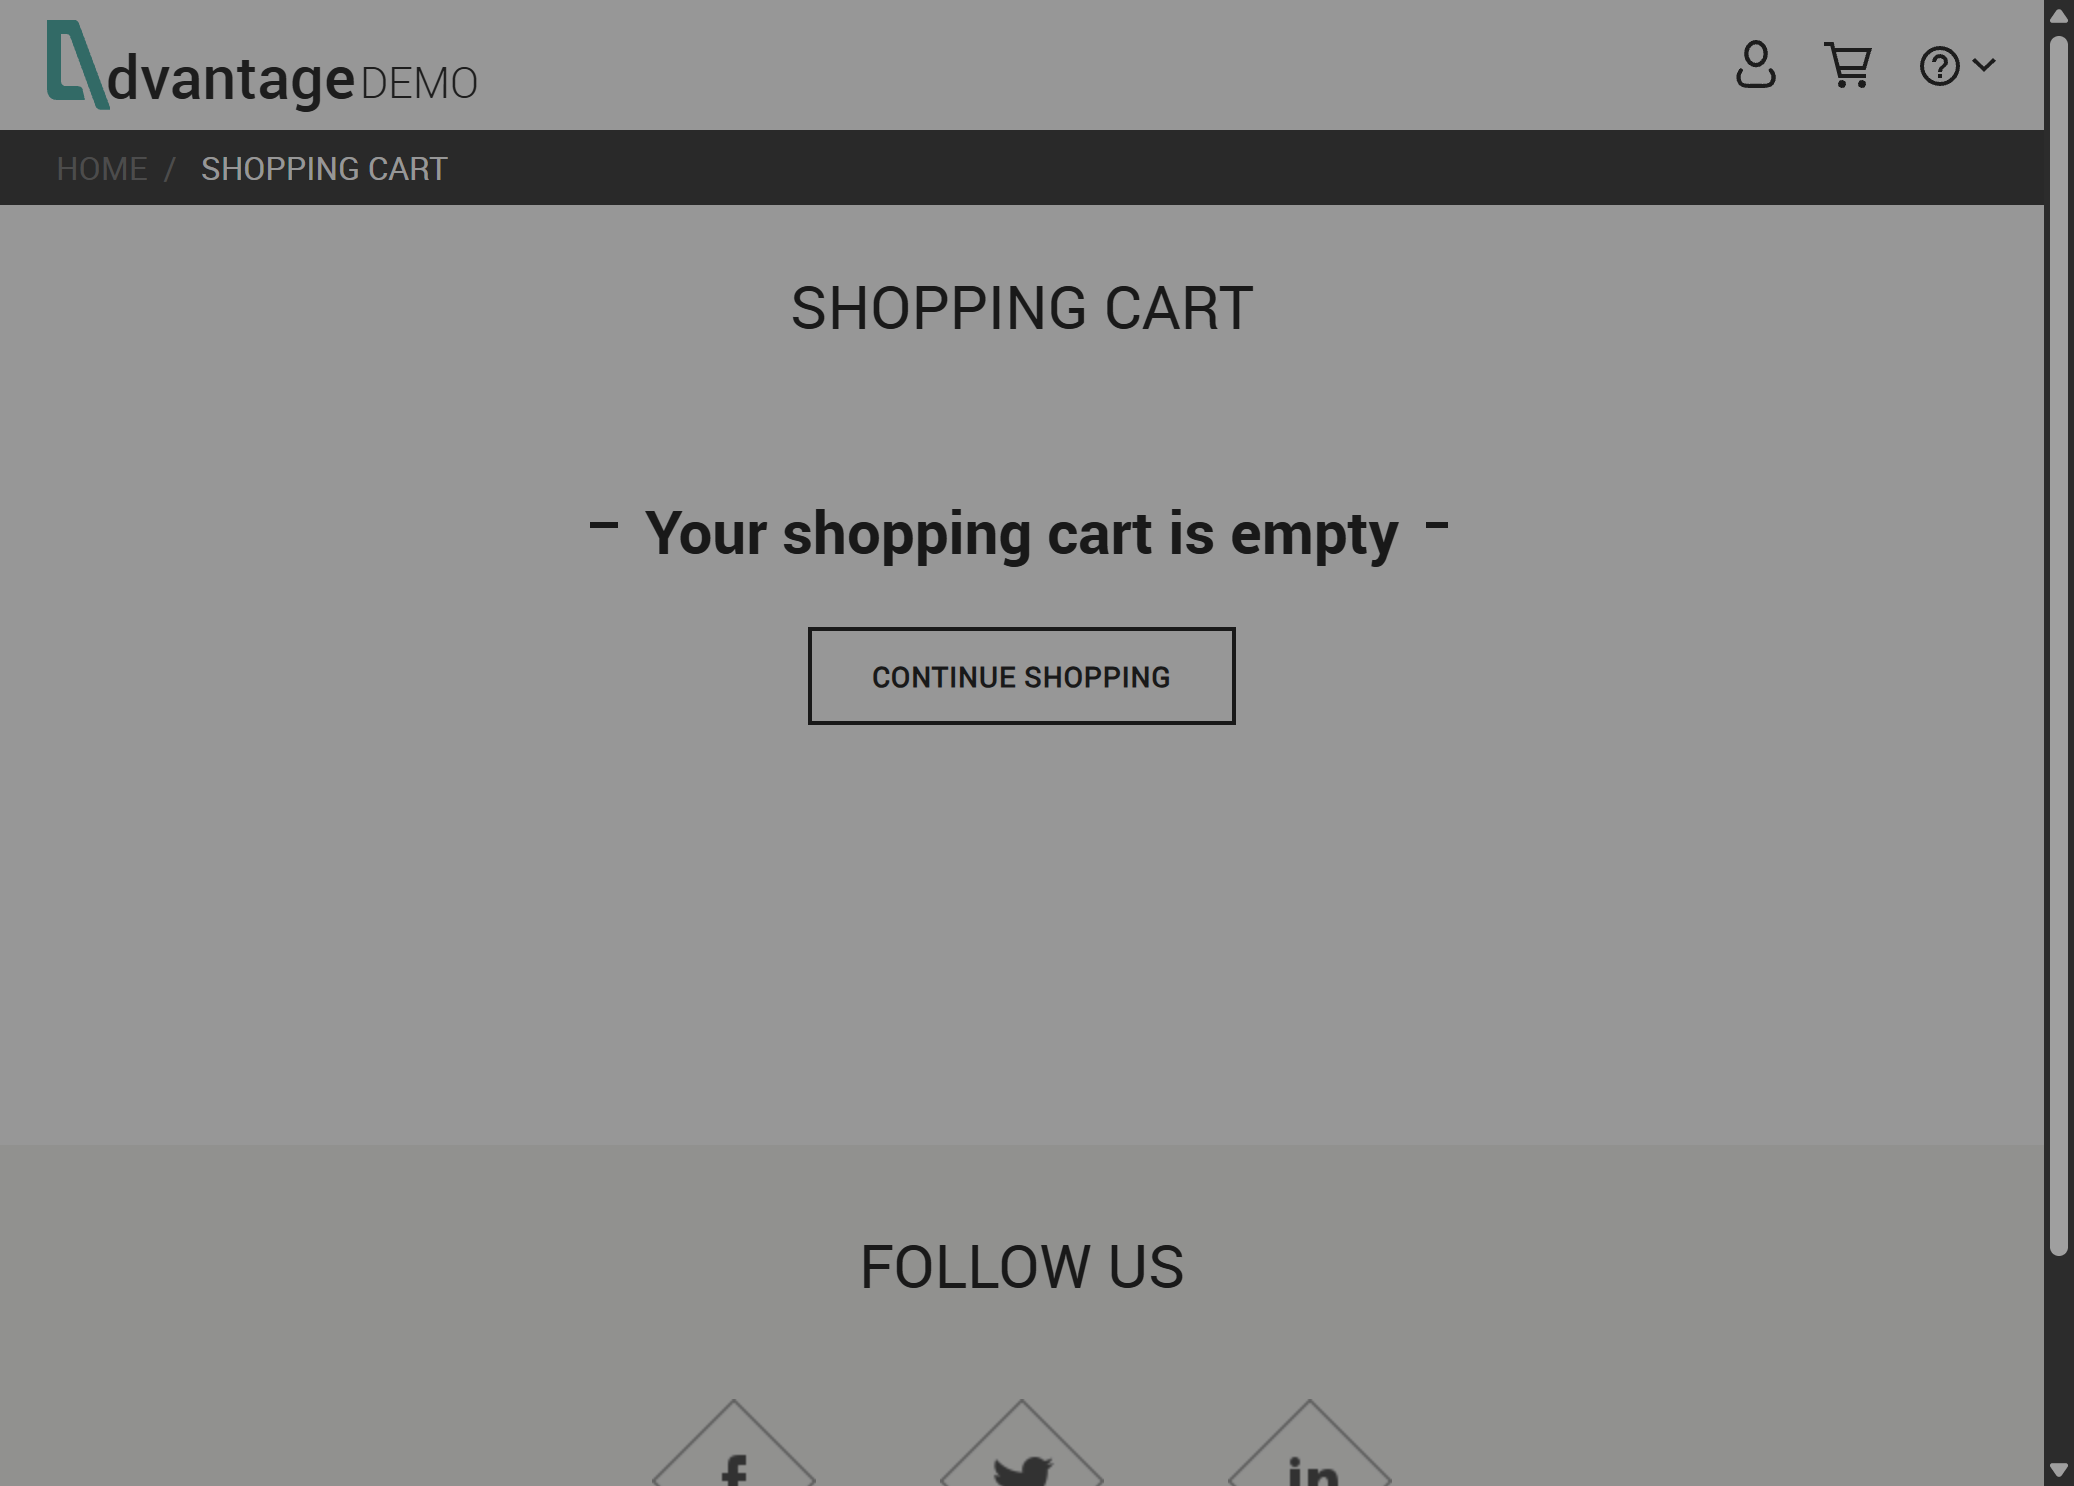 dvantage DEMO
HOME / SHOPPING CART
SHOPPING CART
- Your shopping cart is empty -
CONTINUE SHOPPING
FOLLOW US